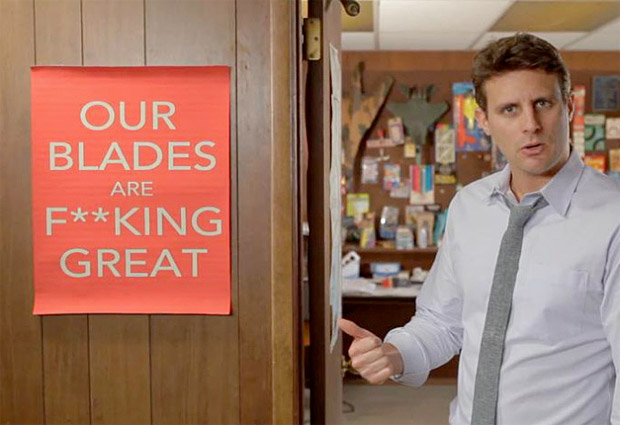 OUR
BLADES
ARE
F**KING
GREAT